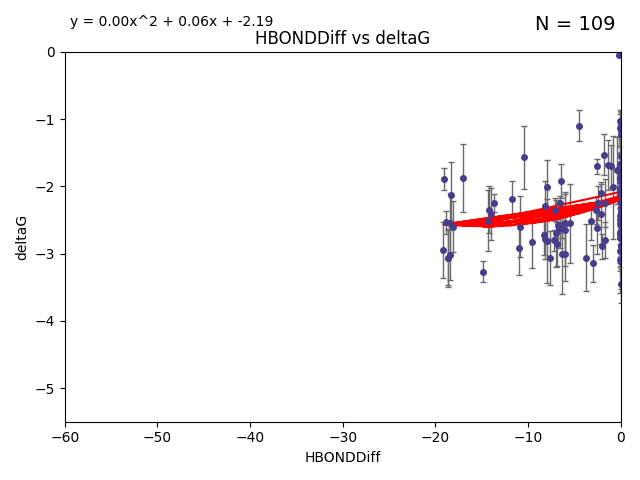 y = 0.00x^2 + 0.06x + -2.19
N = 109
HBONDDiff vs deltaG
deltaG
0
−1
−2
−3
−4
−5
−60
−50
−40
−30
−20
−10
0
HBONDDiff